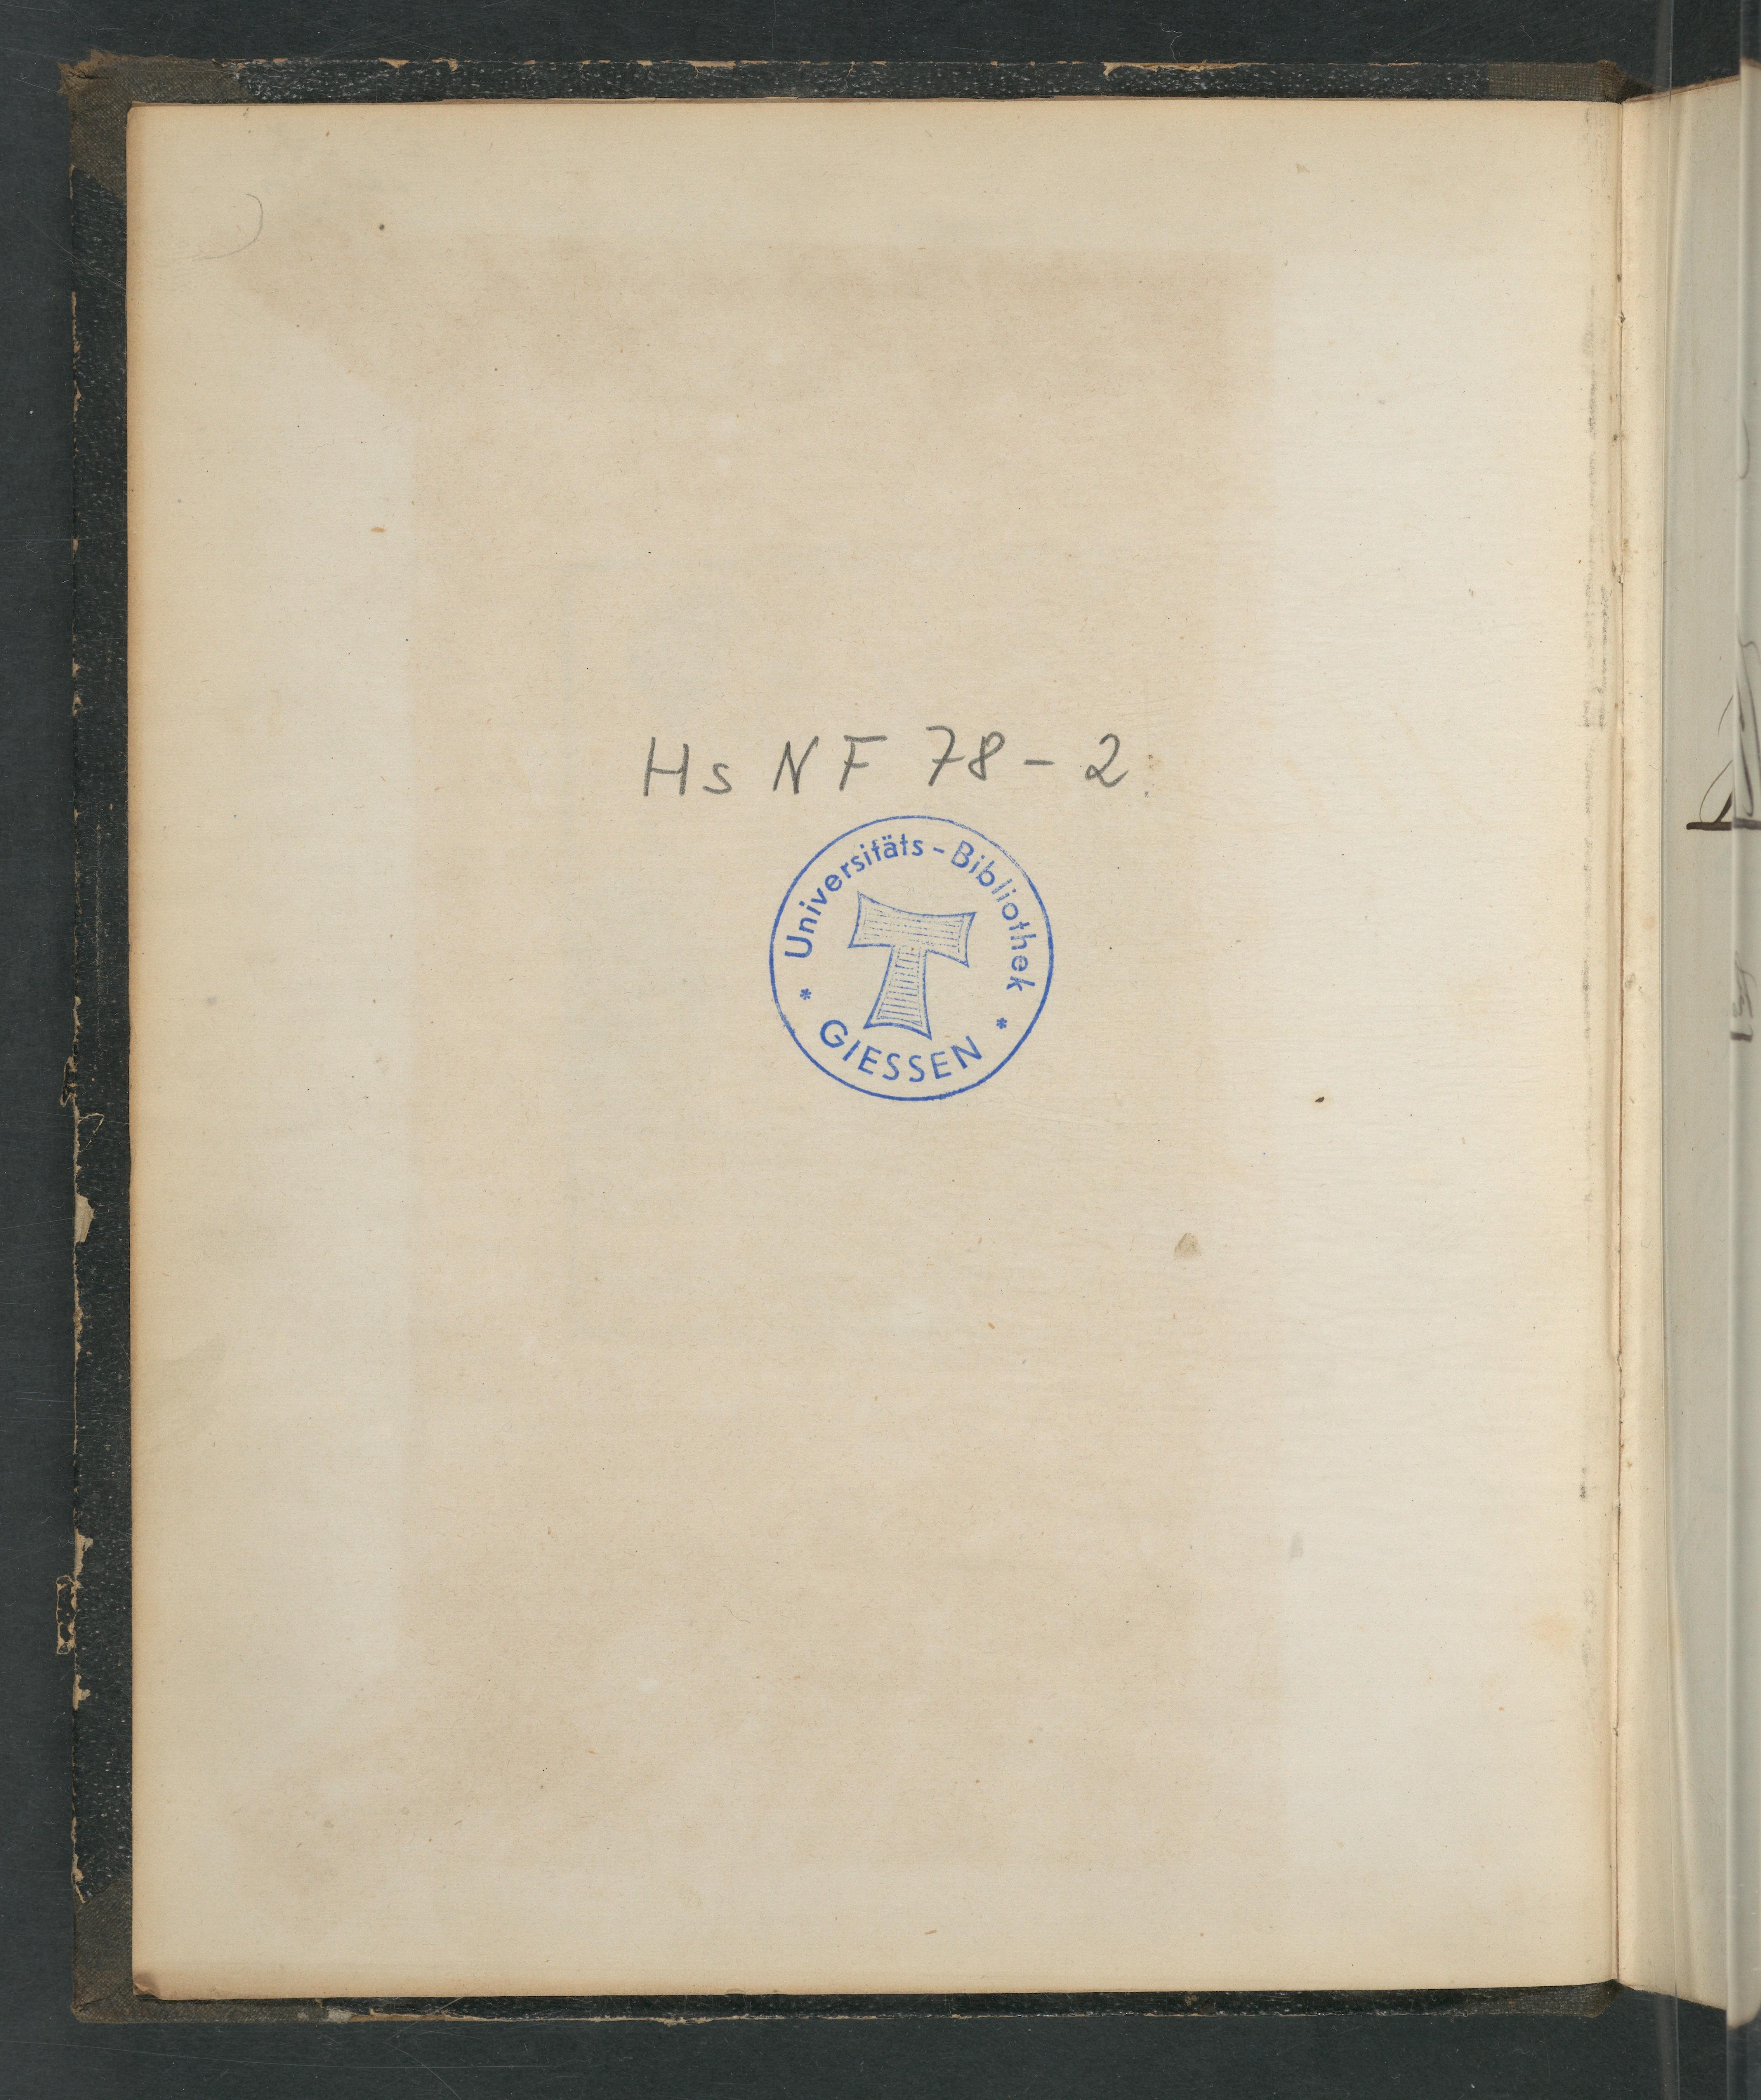 Hs NF 78-2.
Universitäts-Bibliothek
* GIESSEN *